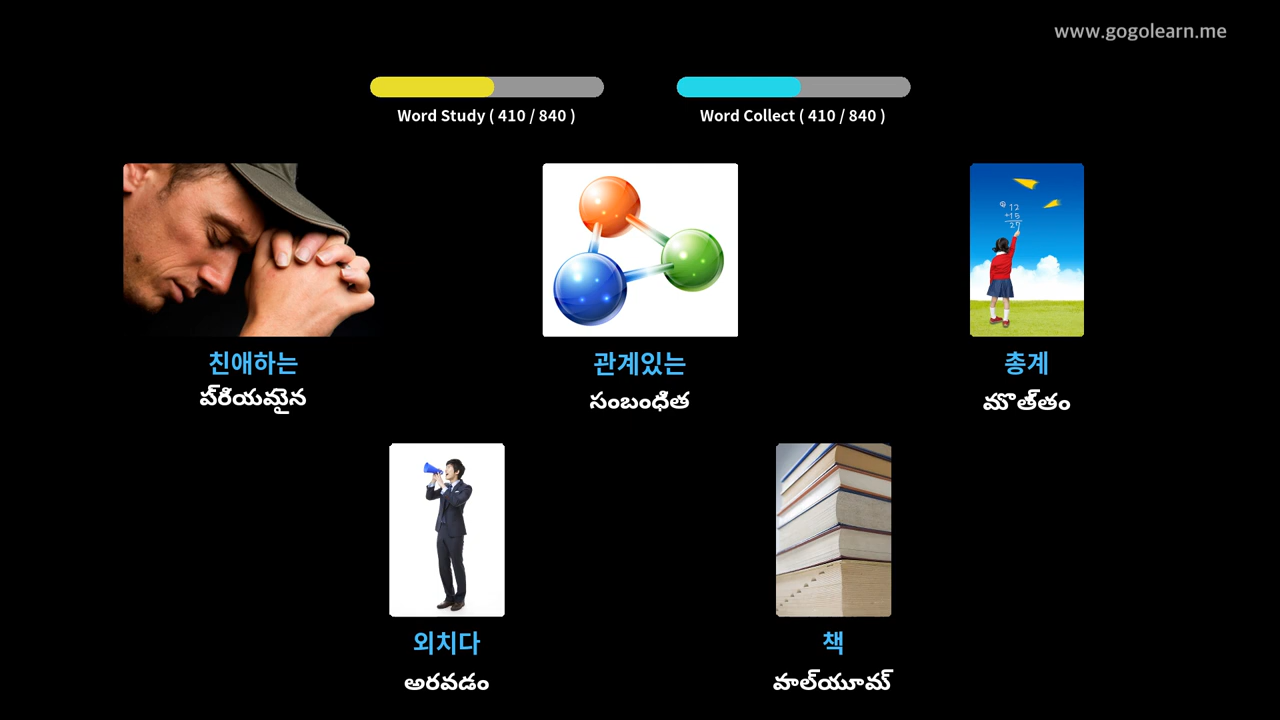 www.gogolearn.me
Word Study ( 410 / 840 )
Word Collect ( 410 / 840 )
친애하는
ప్రియమైన
관계있는
సంబంధిత
총계
మొత్తం
외치다
అరవడం
책
వాల్యూమ్